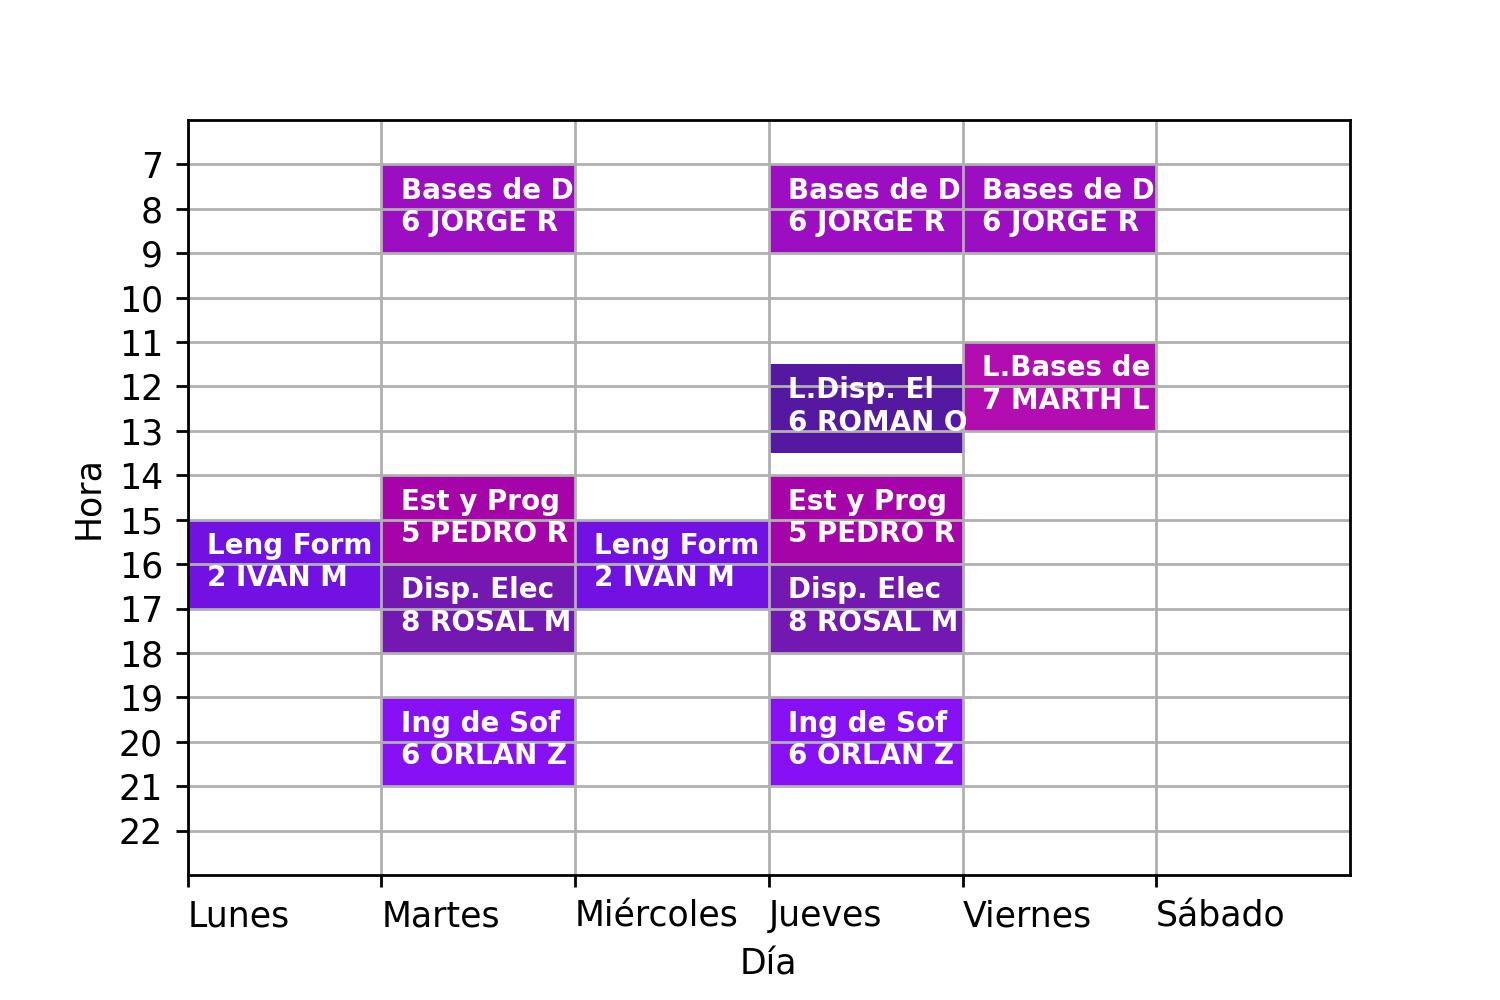 7
Bases de D
Bases de D
Bases de D
8
6 JORGE R
6 JORGE R
6 JORGE R
9
10
11
L.Bases de
12
L.Disp. El
7 MARTH L
6 ROMAN O
13
14
Est y Prog
Est y Prog
15
5 PEDRO R
5 PEDRO R
Leng Form
Leng Form
16
2 IVAN M
2 IVAN M
Disp. Elec
Disp. Elec
17
8 ROSAL M
8 ROSAL M
18
19
Ing de Sof
Ing de Sof
20
6 ORLAN Z
6 ORLAN Z
21
22
Hora
Lunes
Martes
Miércoles
Jueves
Viernes
Sábado
Día